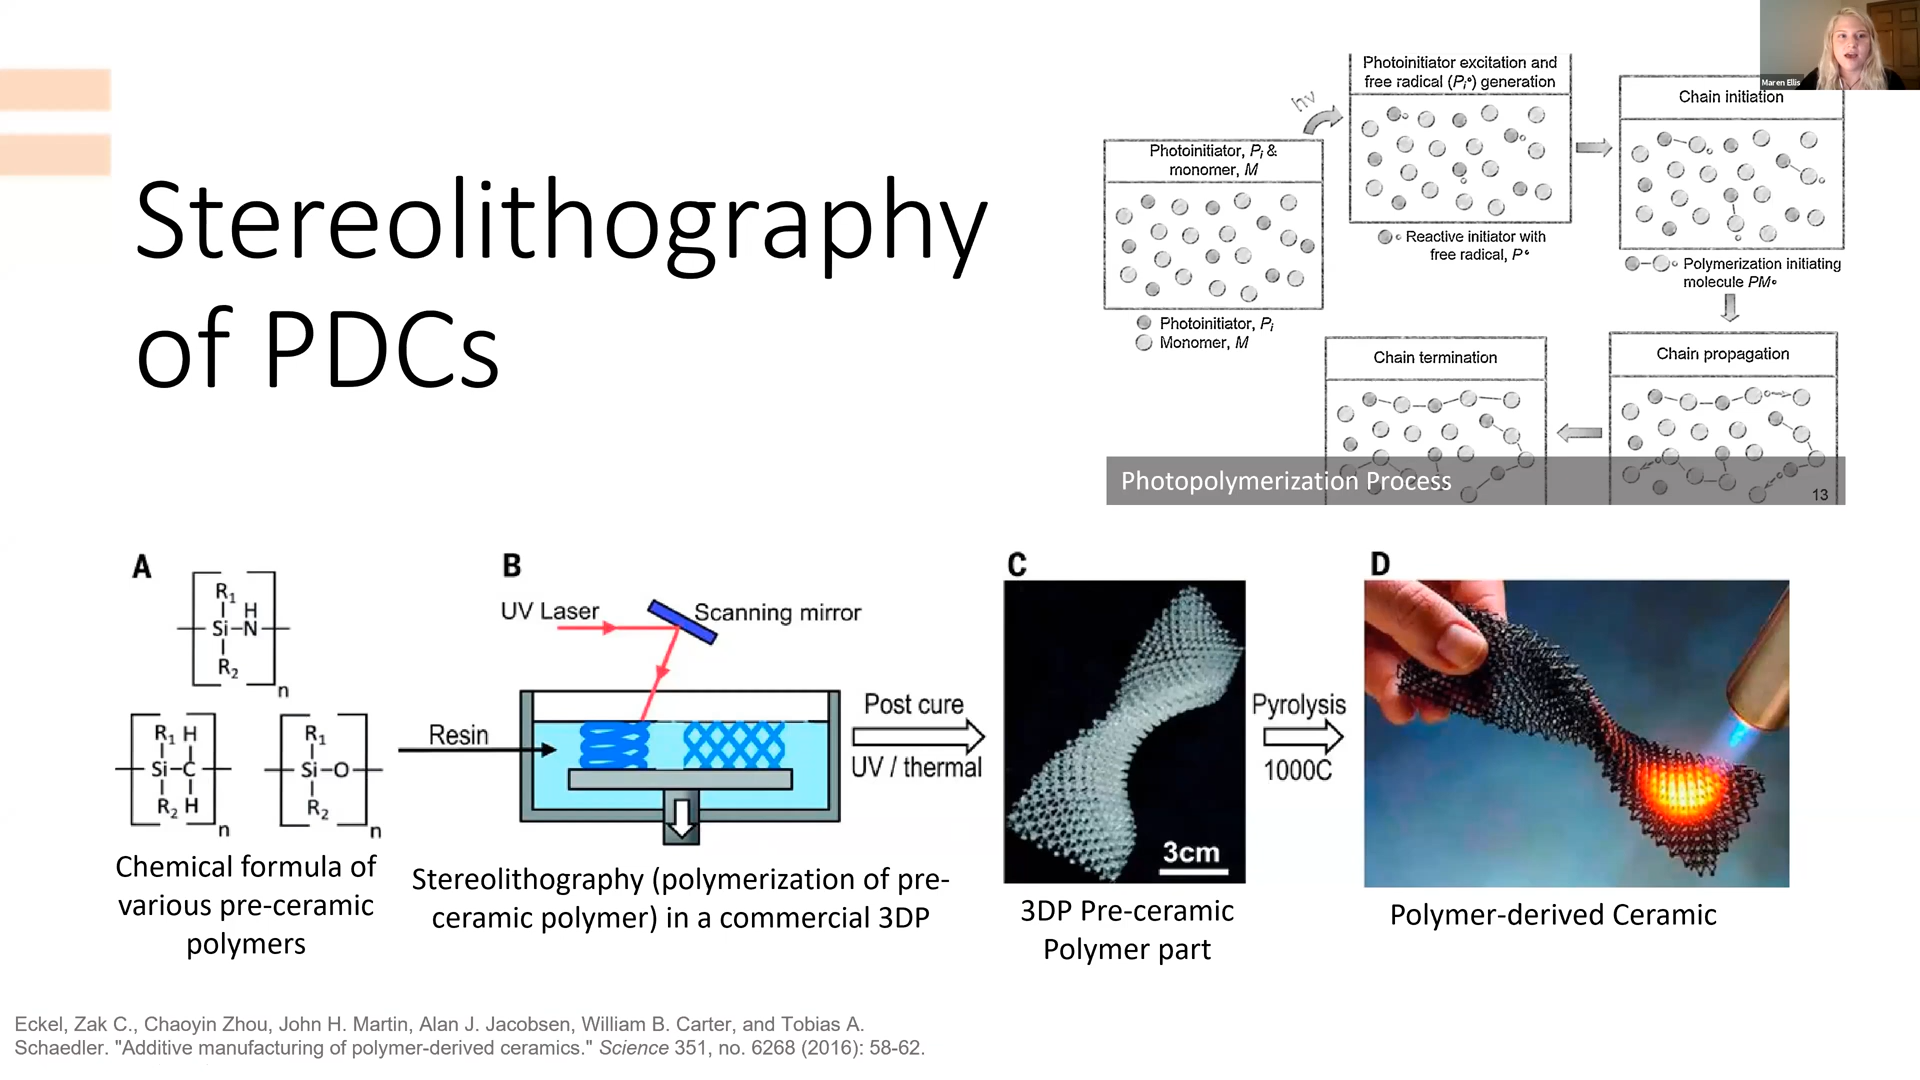 Maren Ellis
Stereolithography
of PDCs
Photoinitiator, Pi &
monomer, M
Photoinitiator, Pi
Monomer, M
hν
Photoinitiator excitation and
free radical (Pi•) generation
Reactive initiator with
free radical, P•
Chain initiation
Polymerization initiating
molecule PM•
Chain propagation
Chain termination
Photopolymerization Process
13
A
R1
H
Si
N
R2
n
R1 H
Si
C
R2 H
n
R1
Si
O
R2
n
Chemical formula of
various pre-ceramic
polymers
Resin
B
UV Laser
Scanning mirror
Stereolithography (polymerization of pre-
ceramic polymer) in a commercial 3DP
Post cure
UV / thermal
C
3cm
3DP Pre-ceramic
Polymer part
Pyrolysis
1000C
D
Polymer-derived Ceramic
Eckel, Zak C., Chaoyin Zhou, John H. Martin, Alan J. Jacobsen, William B. Carter, and Tobias A.
Schaedler. "Additive manufacturing of polymer-derived ceramics." Science 351, no. 6268 (2016): 58-62.